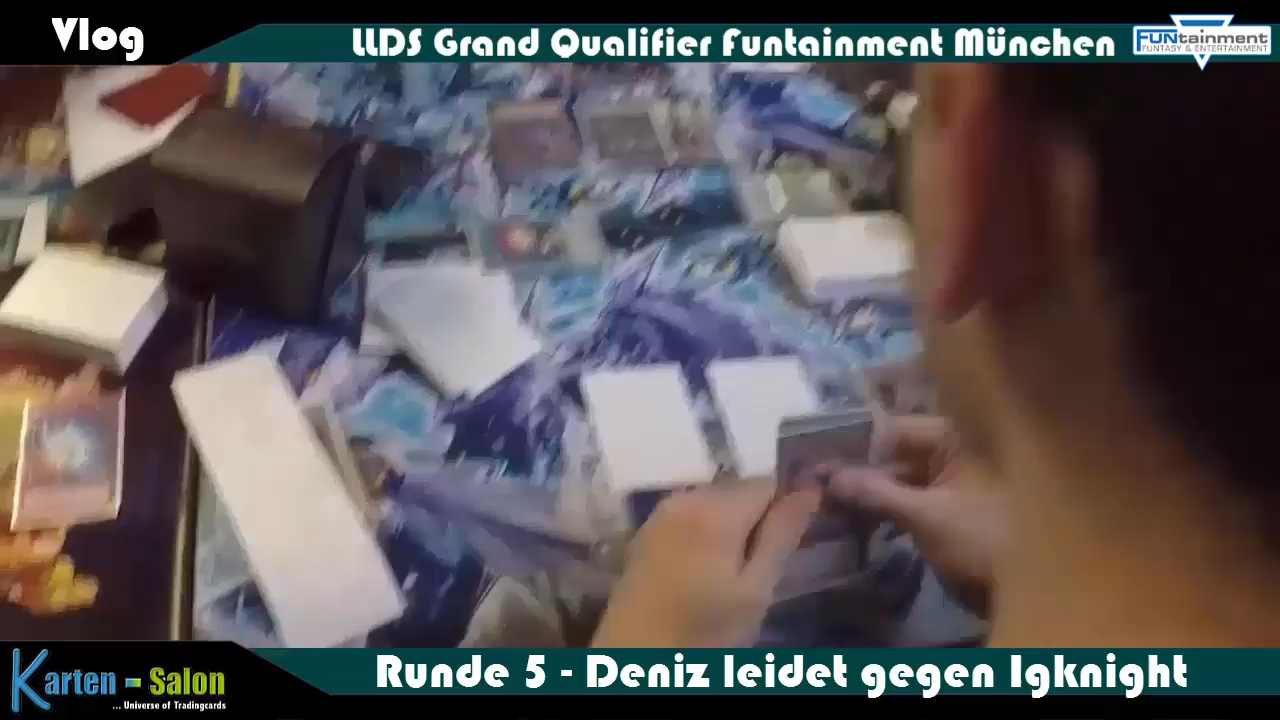 Vlog
LLDS Grand Qualifier Funtainment München
FUNtainment
FUNTASY & ENTERTAINMENT
Karten - Salon
... Universe of Tradingcards
Runde 5 - Deniz leidet gegen Igknight